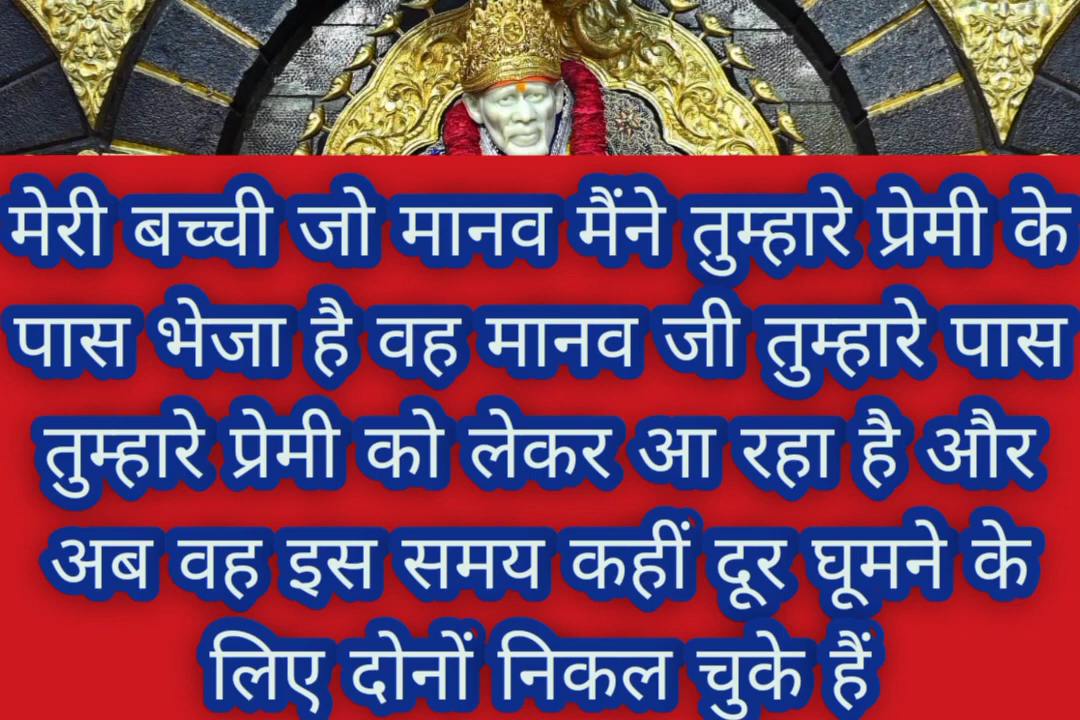 मेरी बच्ची जो मानव मैंने तुम्हारे प्रेमी के
पास भेजा है वह मानव जी तुम्हारे पास
तुम्हारे प्रेमी को लेकर आ रहा है और
अब वह इस समय कहीं दूर घूमने के
लिए दोनों निकल चुके हैं